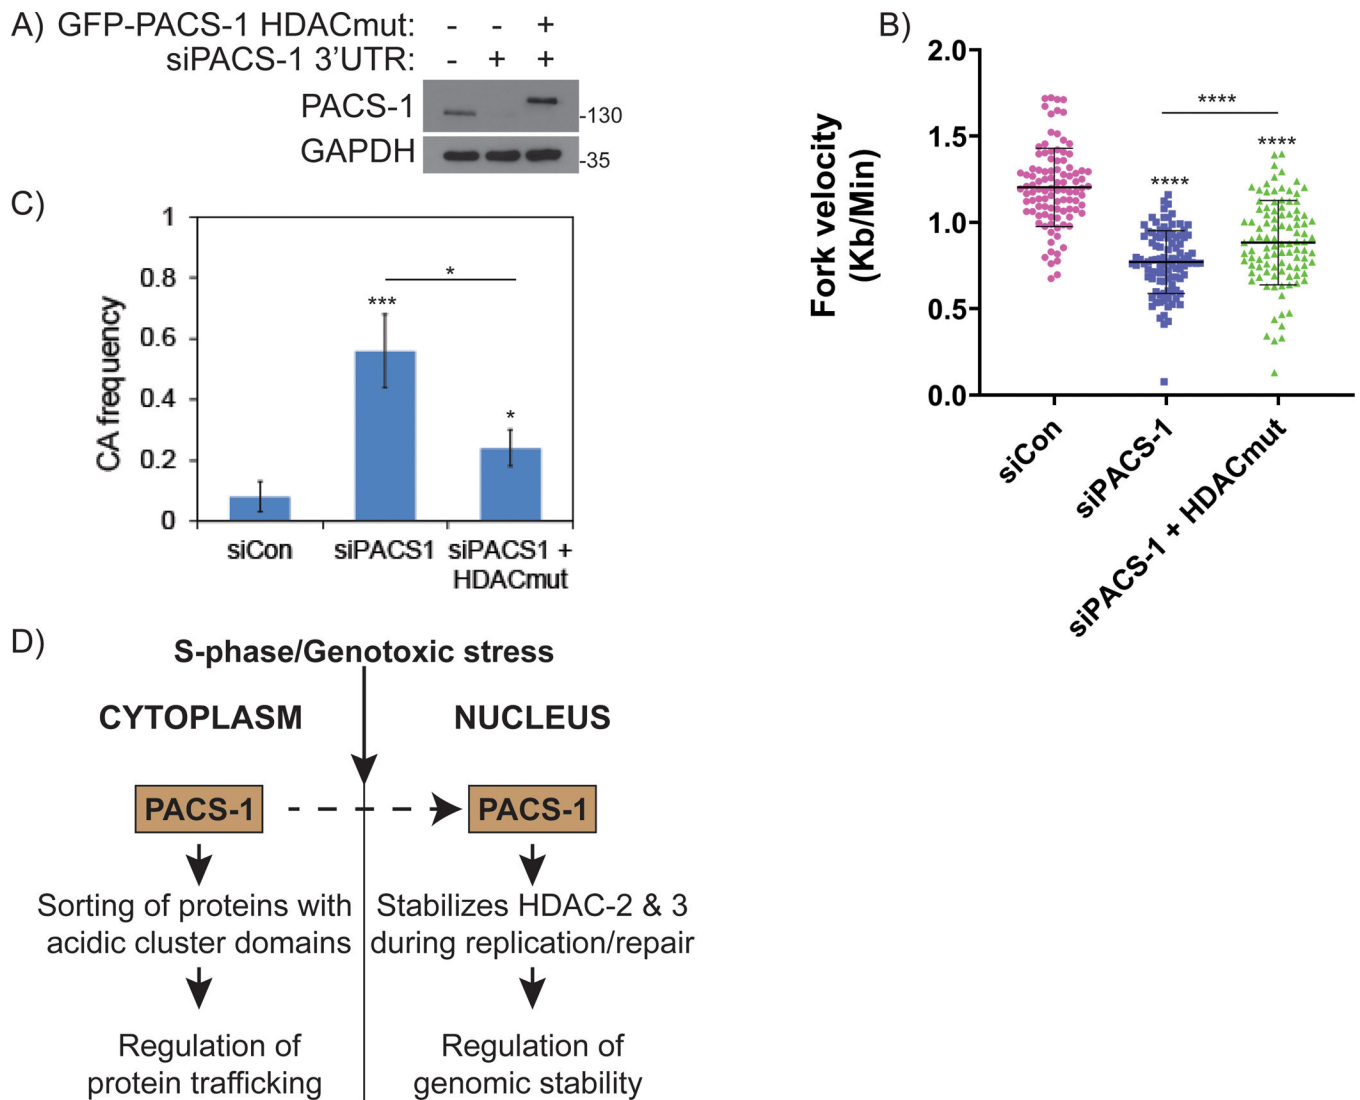 A)
GFP-PACS-1 HDACmut: - - +
siPACS-1 3'UTR: - + +
PACS-1
-130
GAPDH
-35
B)
2.0
1.5
1.0
0.5
0.0
Fork velocity
(Kb/Min)
****
****
****
siCon
siPACS-1
siPACS-1 + HDACmut
C)
1
0.8
0.6
0.4
0.2
0
CA frequency
*
***
*
siCon
siPACS1
siPACS1 +
HDACmut
D)
S-phase/Genotoxic stress
CYTOPLASM
NUCLEUS
PACS-1
PACS-1
Sorting of proteins with
acidic cluster domains
Stabilizes HDAC-2 & 3
during replication/repair
Regulation of
protein trafficking
Regulation of
genomic stability